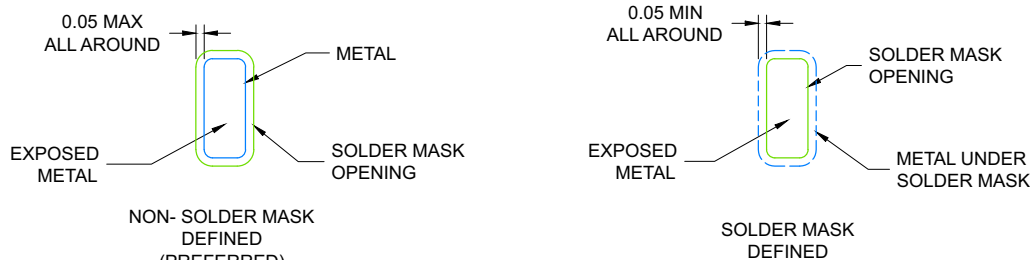 0.05 MAX
ALL AROUND
METAL
EXPOSED
METAL
SOLDER MASK
OPENING
NON- SOLDER MASK
DEFINED
(PREFERRED)
0.05 MIN
ALL AROUND
SOLDER MASK
OPENING
EXPOSED
METAL
METAL UNDER
SOLDER MASK
SOLDER MASK
DEFINED